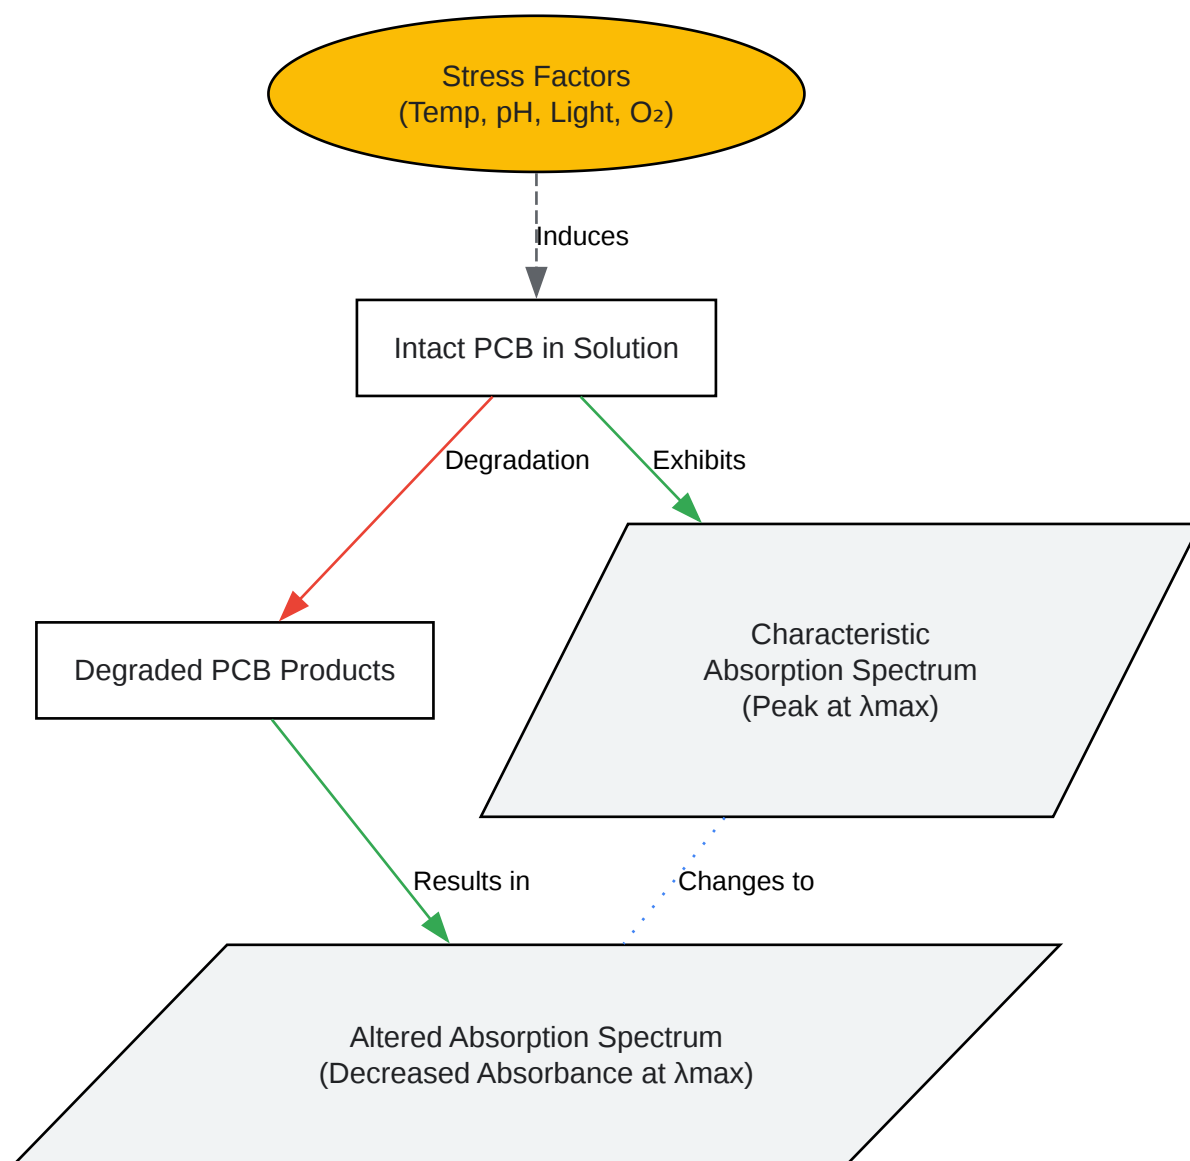 Stress Factors
(Temp, pH, Light, O₂)
Induces
Intact PCB in Solution
Degradation
Exhibits
Characteristic
Absorption Spectrum
(Peak at λmax)
Degraded PCB Products
Results in
Changes to
Altered Absorption Spectrum
(Decreased Absorbance at λmax)